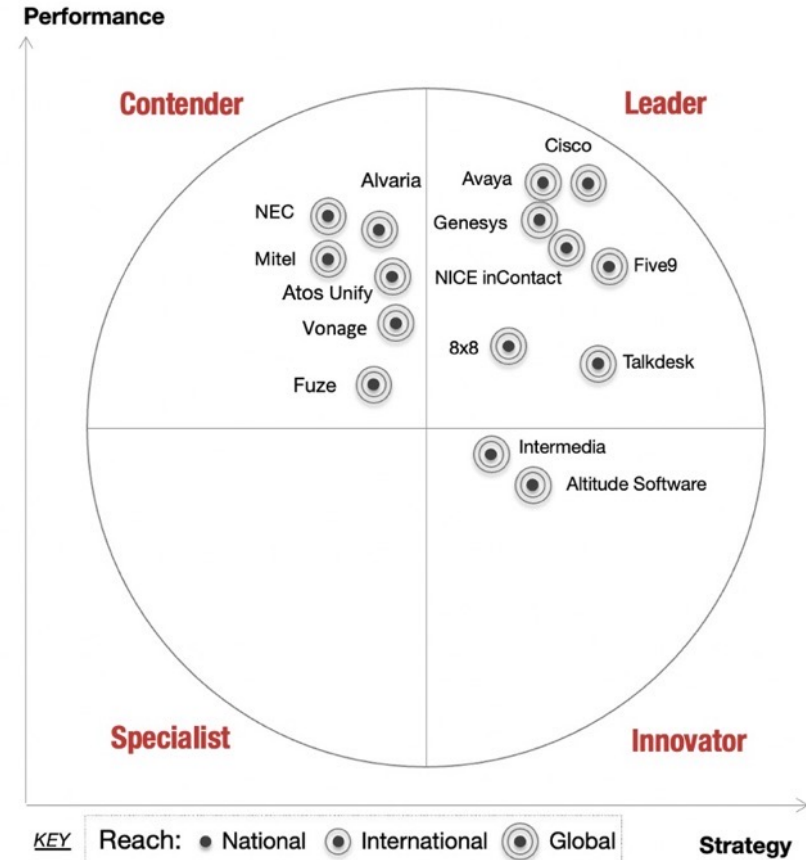 Performance
Contender
Leader
Cisco
Alvaria
Avaya
NEC
Genesys
Mitel
Five9
NICE inContact
Atos Unify
Vonage
8x8
Talkdesk
Fuze
Intermedia
Altitude Software
Specialist
Innovator
KEY Reach: National International Global
Strategy